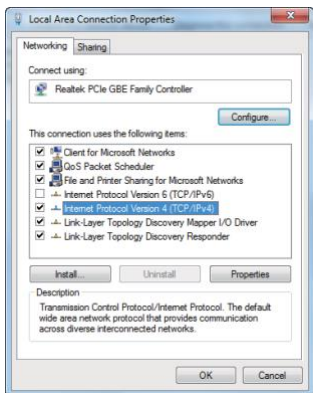 Local Area Connection Properties
Networking
Sharing
Connect using:
Realtek PCIe GBE Family Controller
Configure...
This connection uses the following items:
Client for Microsoft Networks
QoS Packet Scheduler
File and Printer Sharing for Microsoft Networks
Internet Protocol Version 6 (TCP/IPv6)
Internet Protocol Version 4 (TCP/IPv4)
Link-Layer Topology Discovery Mapper I/O Driver
Link-Layer Topology Discovery Responder
Install...
Uninstall
Properties
Description
Transmission Control Protocol/Internet Protocol. The default
wide area network protocol that provides communication
across diverse interconnected networks.
OK
Cancel